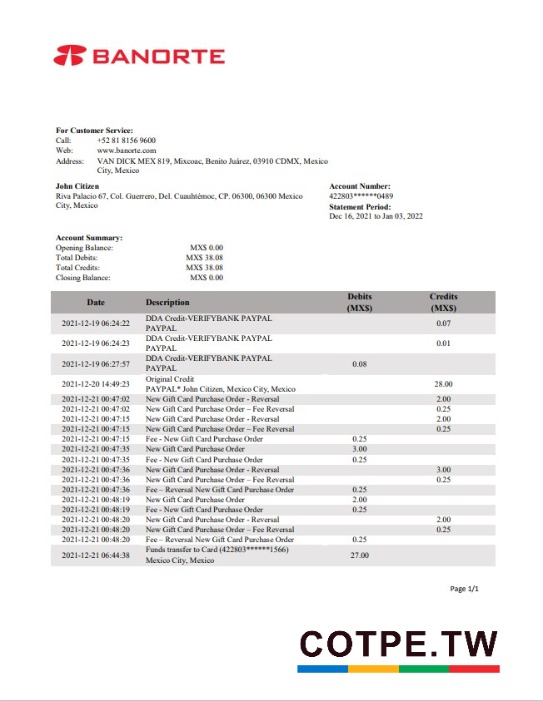 BANORTE
For Customer Service:
Call: +52 81 8156 9600
Web: www.banorte.com
Address: VAN DICK MEX 819, Mixcoac, Benito Juárez, 03910 CDMX, Mexico
City, Mexico
John Citizen
Riva Palacio 67, Col. Guerrero, Del. Cuauhtémoc, CP. 06300, 06300 Mexico
City, Mexico
Account Number:
422803******0489
Statement Period:
Dec 16, 2021 to Jan 03, 2022
Account Summary:
Opening Balance: MX$ 0.00
Total Debits: MX$ 38.08
Total Credits: MX$ 38.08
Closing Balance: MX$ 0.00
Date Description Debits (MX$) Credits (MX$)
2021-12-19 06:24:22 DDA Credit-VERIFYBANK PAYPAL
PAYPAL 0.07
2021-12-19 06:24:23 DDA Credit-VERIFYBANK PAYPAL
PAYPAL 0.01
2021-12-19 06:27:57 DDA Credit-VERIFYBANK PAYPAL
PAYPAL 0.08
2021-12-20 14:49:23 Original Credit
PAYPAL* John Citizen, Mexico City, Mexico 28.00
2021-12-21 00:47:02 New Gift Card Purchase Order - Reversal 2.00
2021-12-21 00:47:02 New Gift Card Purchase Order – Fee Reversal 0.25
2021-12-21 00:47:15 New Gift Card Purchase Order - Reversal 2.00
2021-12-21 00:47:15 New Gift Card Purchase Order – Fee Reversal 0.25
2021-12-21 00:47:15 Fee - New Gift Card Purchase Order 0.25
2021-12-21 00:47:35 New Gift Card Purchase Order 3.00
2021-12-21 00:47:35 Fee - New Gift Card Purchase Order 0.25
2021-12-21 00:47:36 New Gift Card Purchase Order - Reversal 3.00
2021-12-21 00:47:36 New Gift Card Purchase Order – Fee Reversal 0.25
2021-12-21 00:47:36 Fee – Reversal New Gift Card Purchase Order 0.25
2021-12-21 00:48:19 New Gift Card Purchase Order 2.00
2021-12-21 00:48:19 Fee - New Gift Card Purchase Order 0.25
2021-12-21 00:48:20 New Gift Card Purchase Order - Reversal 2.00
2021-12-21 00:48:20 New Gift Card Purchase Order – Fee Reversal 0.25
2021-12-21 00:48:20 Fee – Reversal New Gift Card Purchase Order 0.25
2021-12-21 06:44:38 Funds transfer to Card (422803******1566)
Mexico City, Mexico 27.00
Page 1/1
COTPE.TW